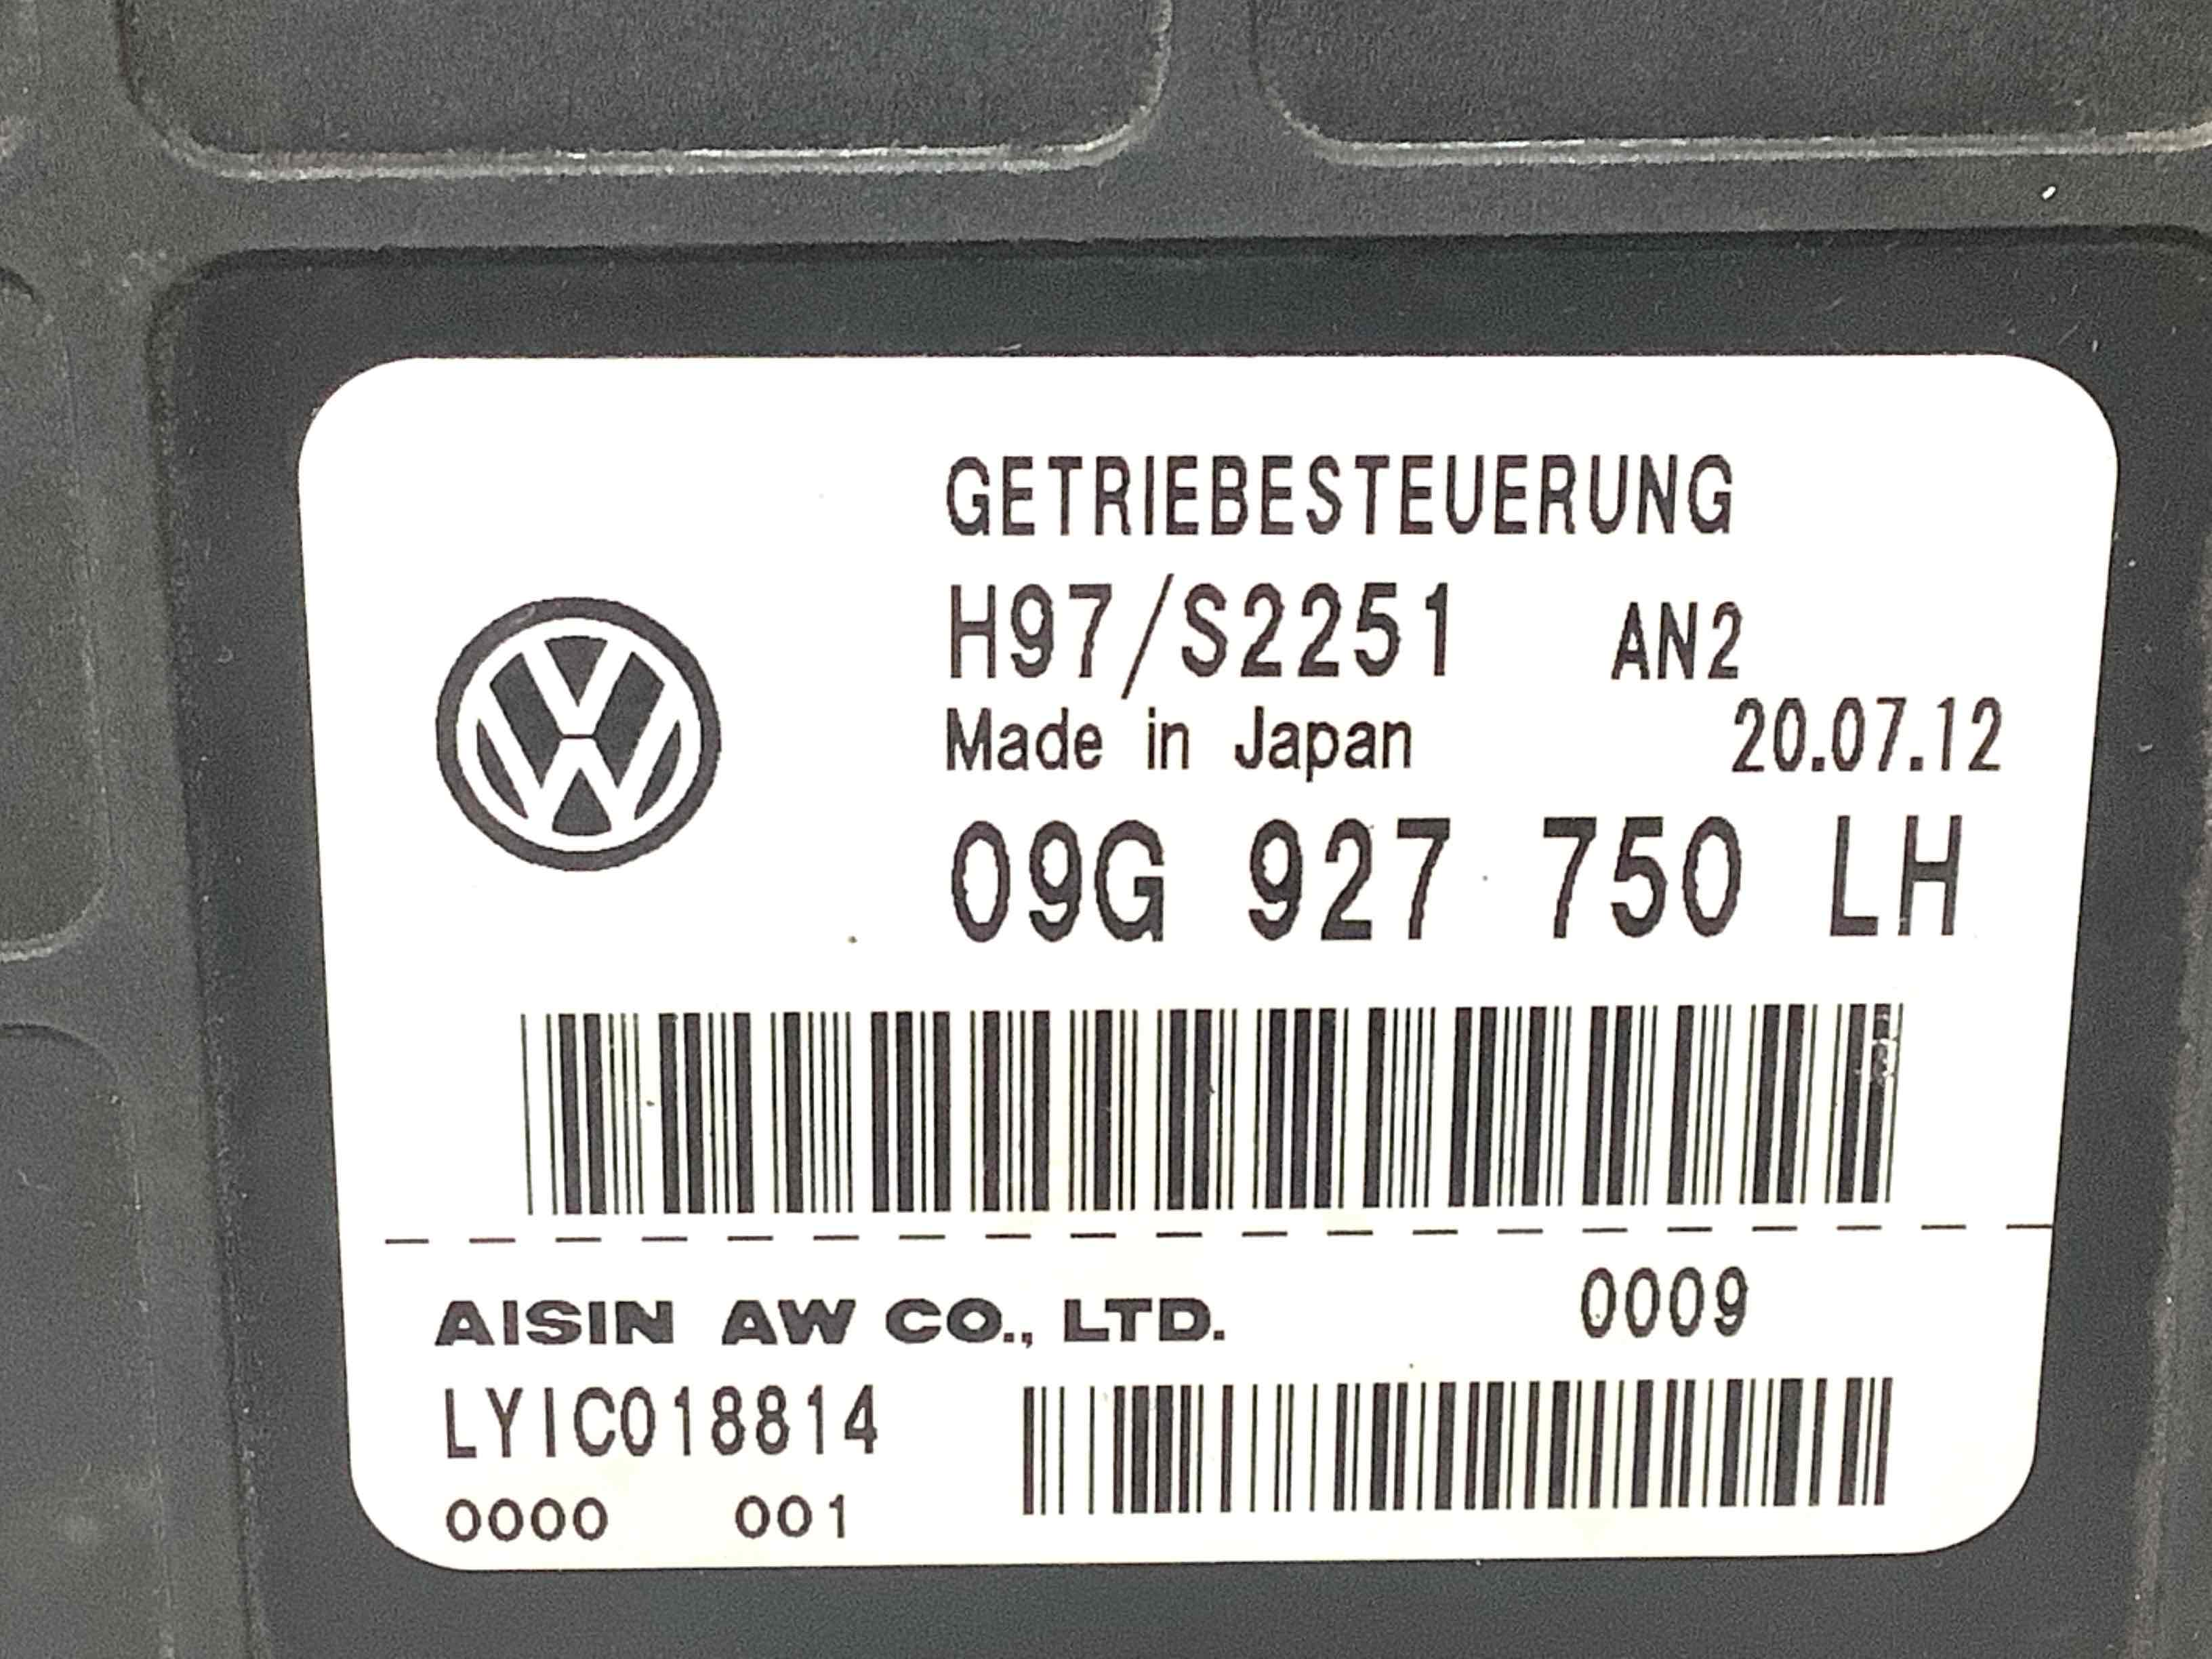 GETRIEBESTEUERUNG
H97/S2251 AN2
Made in Japan 20.07.12
09G 927 750 LH
AISIN AW CO., LTD. 0009
LYIC018814
0000 001